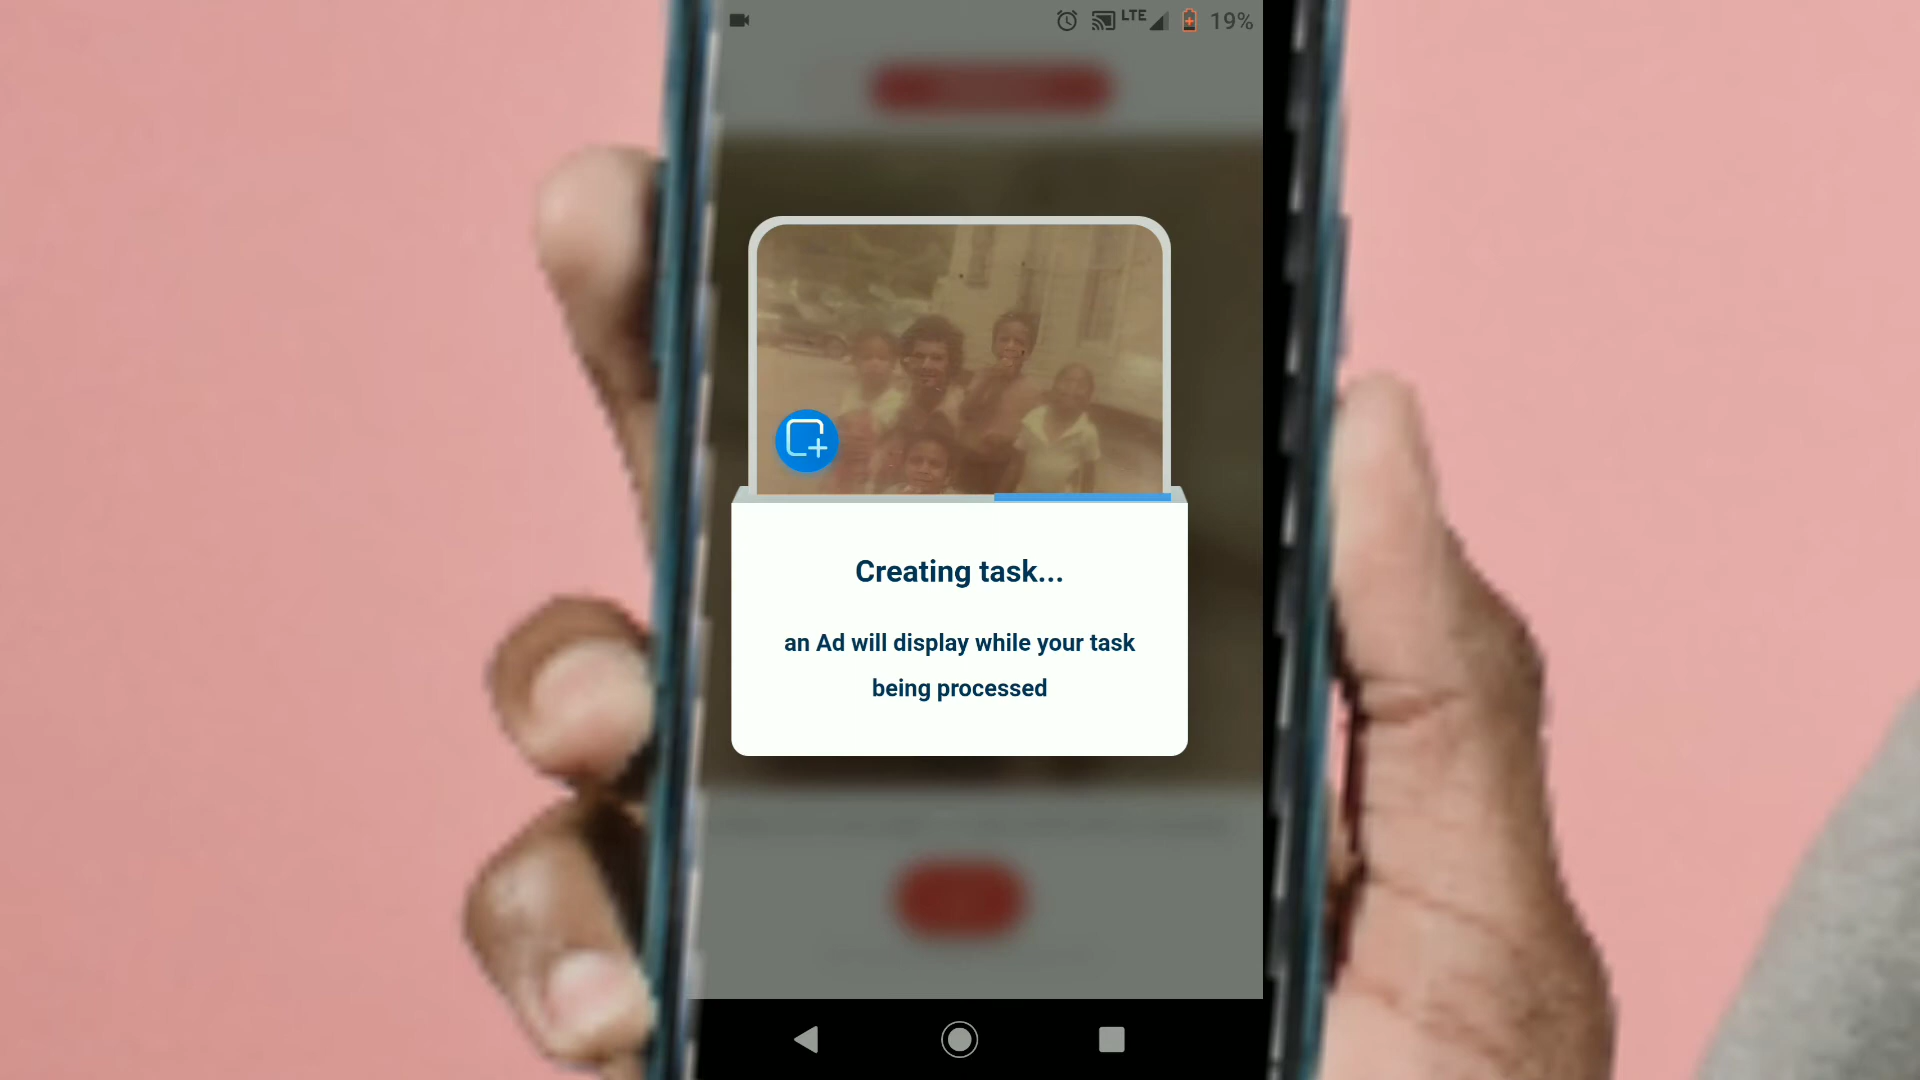 LTE 19%
Creating task...
an Ad will display while your task
being processed